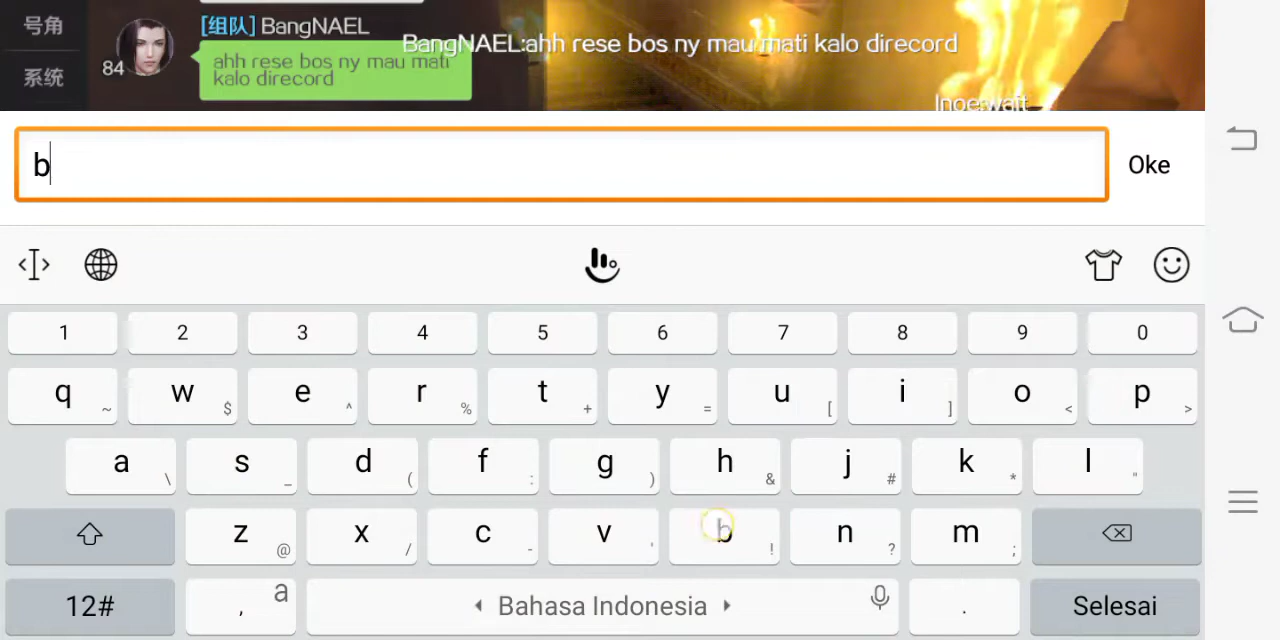 号角
[组队] BangNAEL
84
ahh rese bos ny mau mati
kalo direcord
系统
BangNAEL:ahh rese bos ny mau mati kalo direcord
Inoe:wait
b
Oke
1 2 3 4 5 6 7 8 9 0
q ~ w $ e ^ r % t + y = u [ i ] o < p >
a \ s _ d ( f : g ) h & j # k * l "
z @ x / c - v ' b ! n ? m ;
12# , a Bahasa Indonesia . Selesai